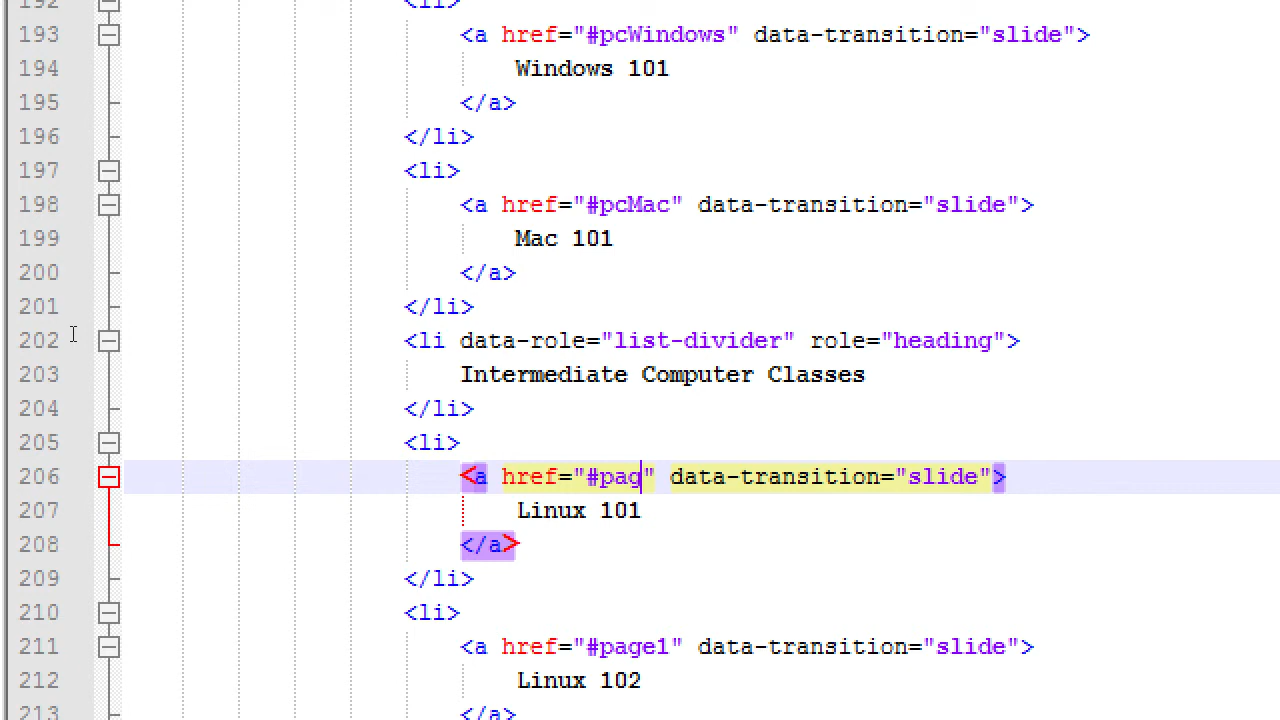 192 <li>
193 <a href="#pcWindows" data-transition="slide">
194 Windows 101
195 </a>
196 </li>
197 <li>
198 <a href="#pcMac" data-transition="slide">
199 Mac 101
200 </a>
201 </li>
202 <li data-role="list-divider" role="heading">
203 Intermediate Computer Classes
204 </li>
205 <li>
206 <a href="#pag" data-transition="slide">
207 Linux 101
208 </a>
209 </li>
210 <li>
211 <a href="#page1" data-transition="slide">
212 Linux 102
213 </a>